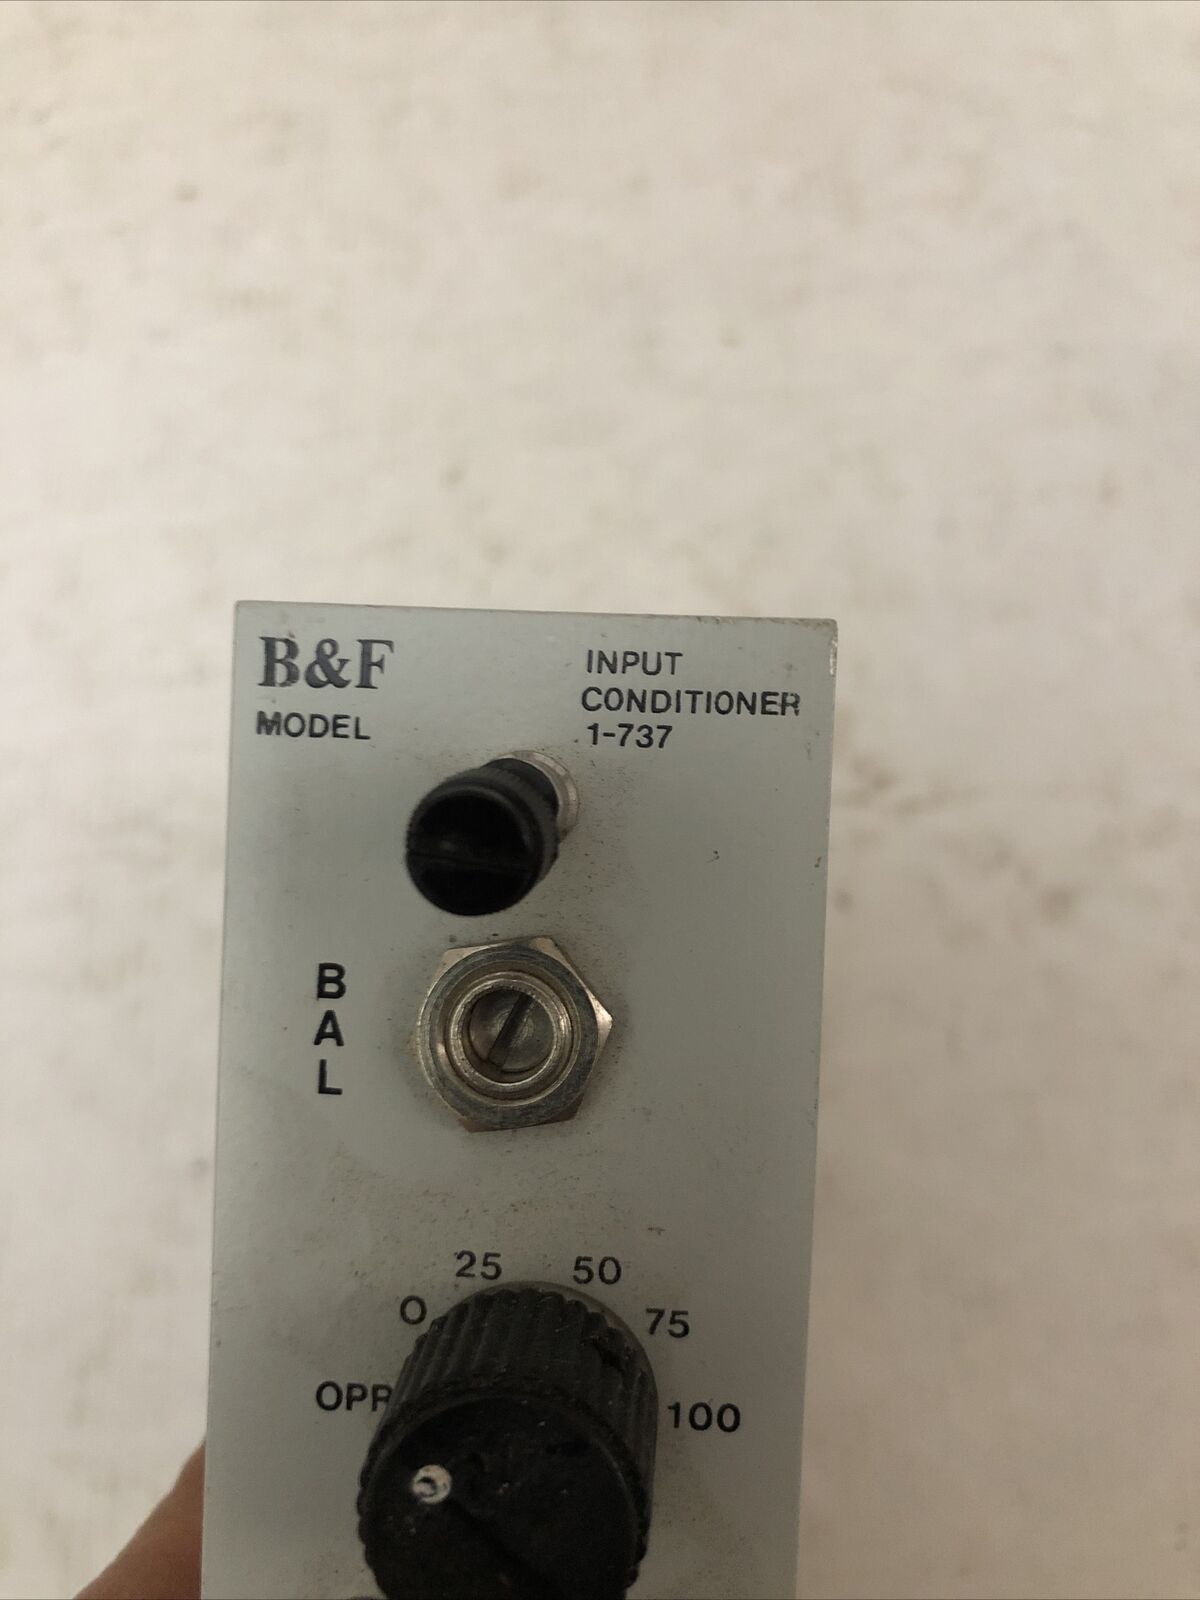 B&F
MODEL
INPUT
CONDITIONER
1-737
B
A
L
25
50
0
75
OPR
100